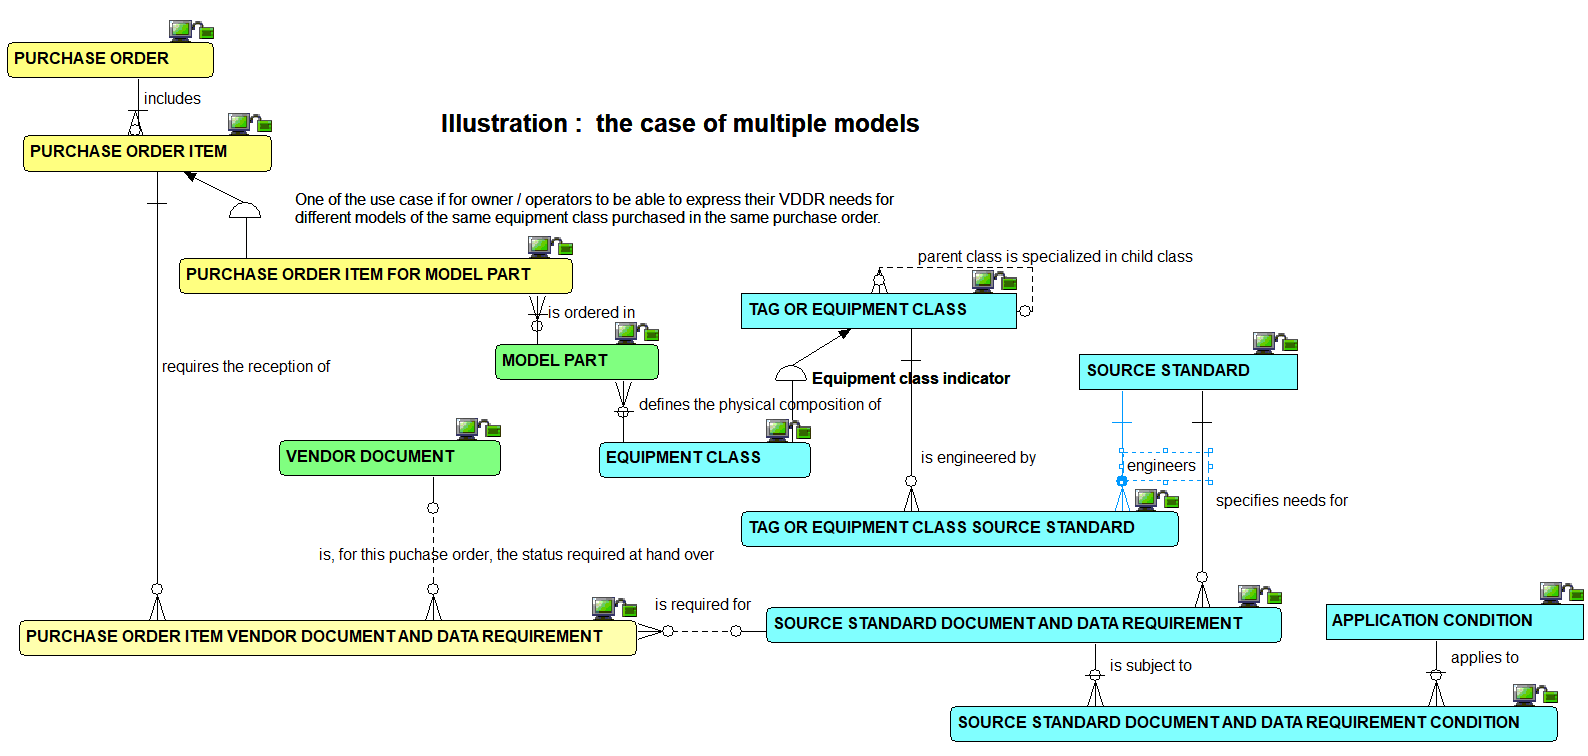 PURCHASE ORDER
includes
Illustration :  the case of multiple models
PURCHASE ORDER ITEM
One of the use case if for owner / operators to be able to express their VDDR needs for
different models of the same equipment class purchased in the same purchase order.
PURCHASE ORDER ITEM FOR MODEL PART
parent class is specialized in child class
is ordered in
TAG OR EQUIPMENT CLASS
MODEL PART
requires the reception of
SOURCE STANDARD
Equipment class indicator
defines the physical composition of
VENDOR DOCUMENT
EQUIPMENT CLASS
is engineered by
engineers
specifies needs for
TAG OR EQUIPMENT CLASS SOURCE STANDARD
is, for this puchase order, the status required at hand over
is required for
PURCHASE ORDER ITEM VENDOR DOCUMENT AND DATA REQUIREMENT
SOURCE STANDARD DOCUMENT AND DATA REQUIREMENT
APPLICATION CONDITION
is subject to
applies to
SOURCE STANDARD DOCUMENT AND DATA REQUIREMENT CONDITION